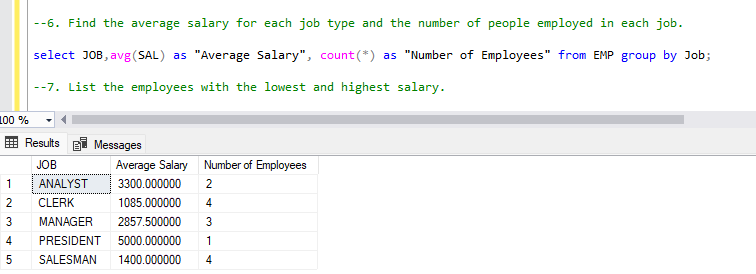 --6. Find the average salary for each job type and the number of people employed in each job.
select JOB,avg(SAL) as "Average Salary", count(*) as "Number of Employees" from EMP group by Job;
--7. List the employees with the lowest and highest salary.
100 %
Results Messages
JOB Average Salary Number of Employees
1 ANALYST 3300.000000 2
2 CLERK 1085.000000 4
3 MANAGER 2857.500000 3
4 PRESIDENT 5000.000000 1
5 SALESMAN 1400.000000 4